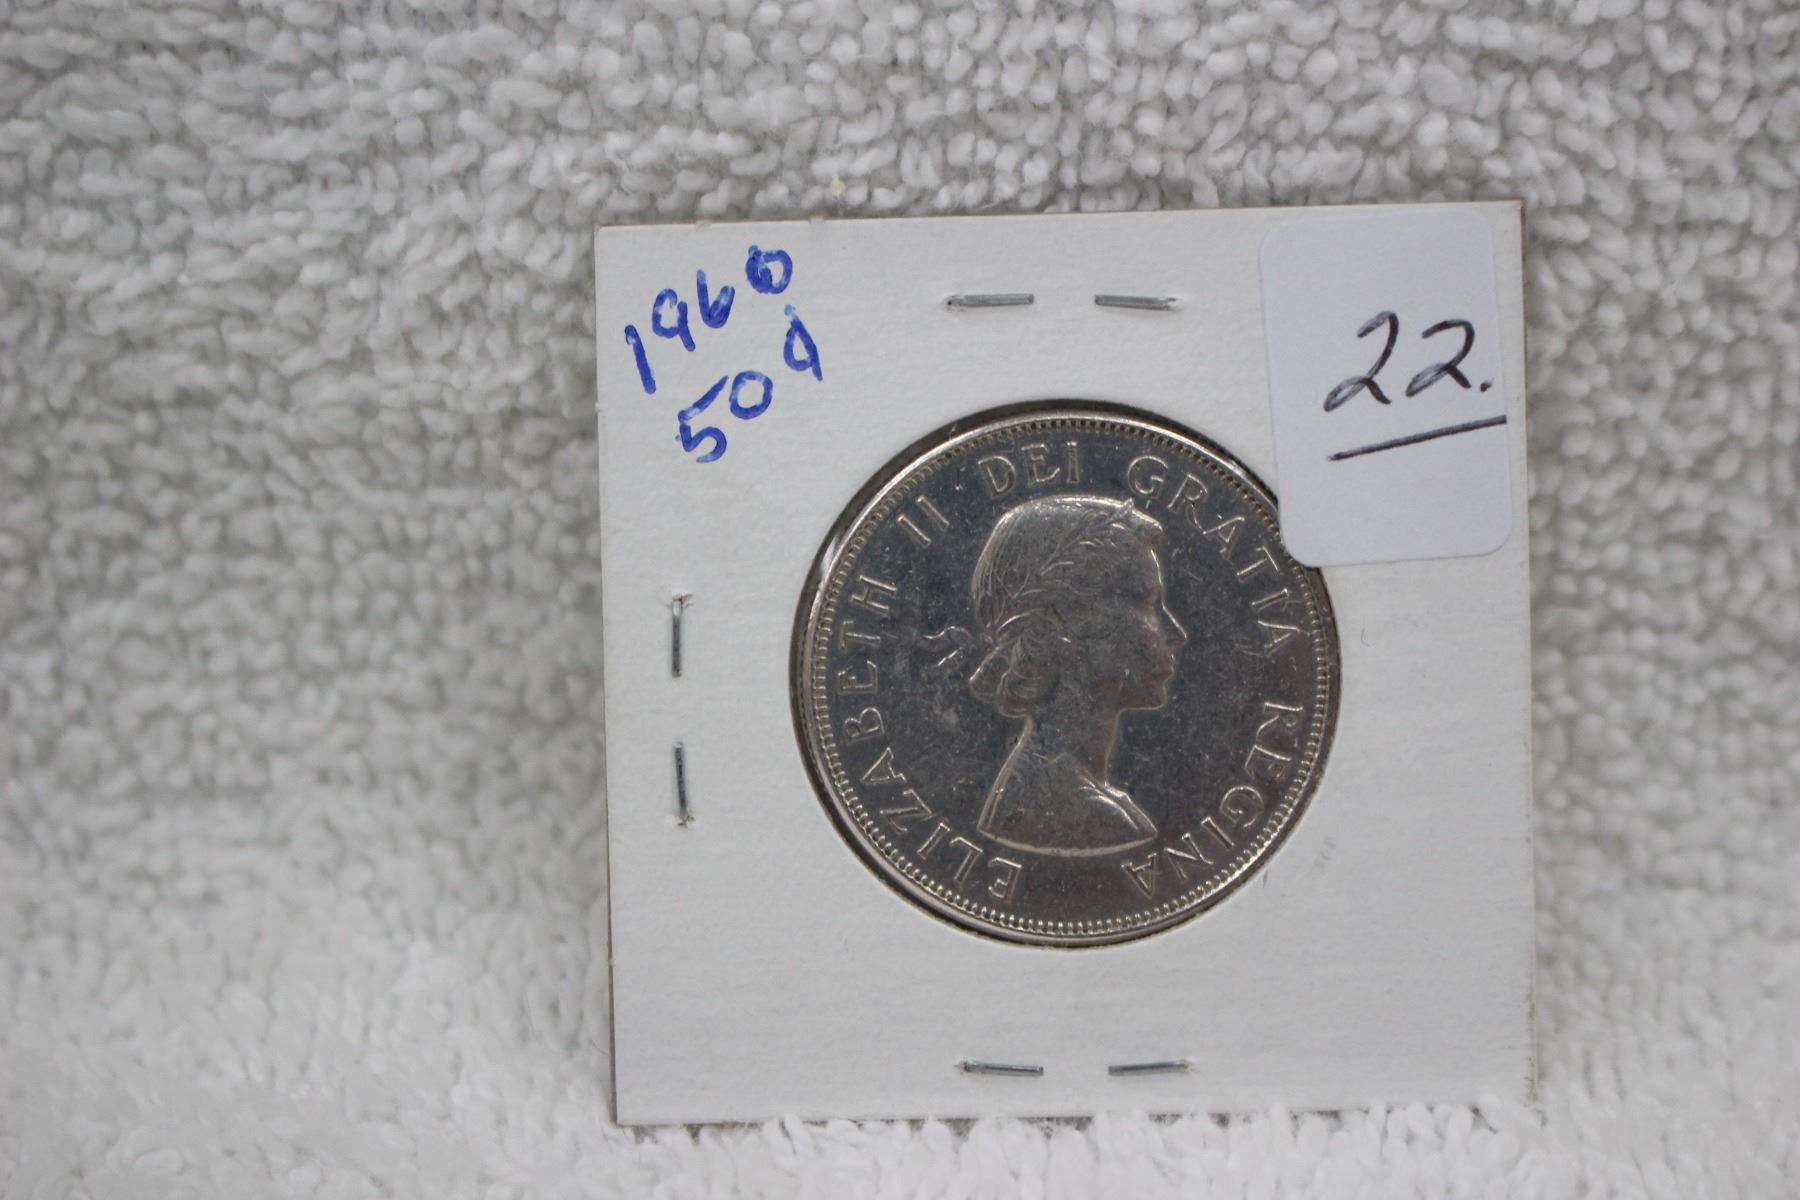 1960
50¢
22.
ELIZABETH II DEI GRATIA REGINA